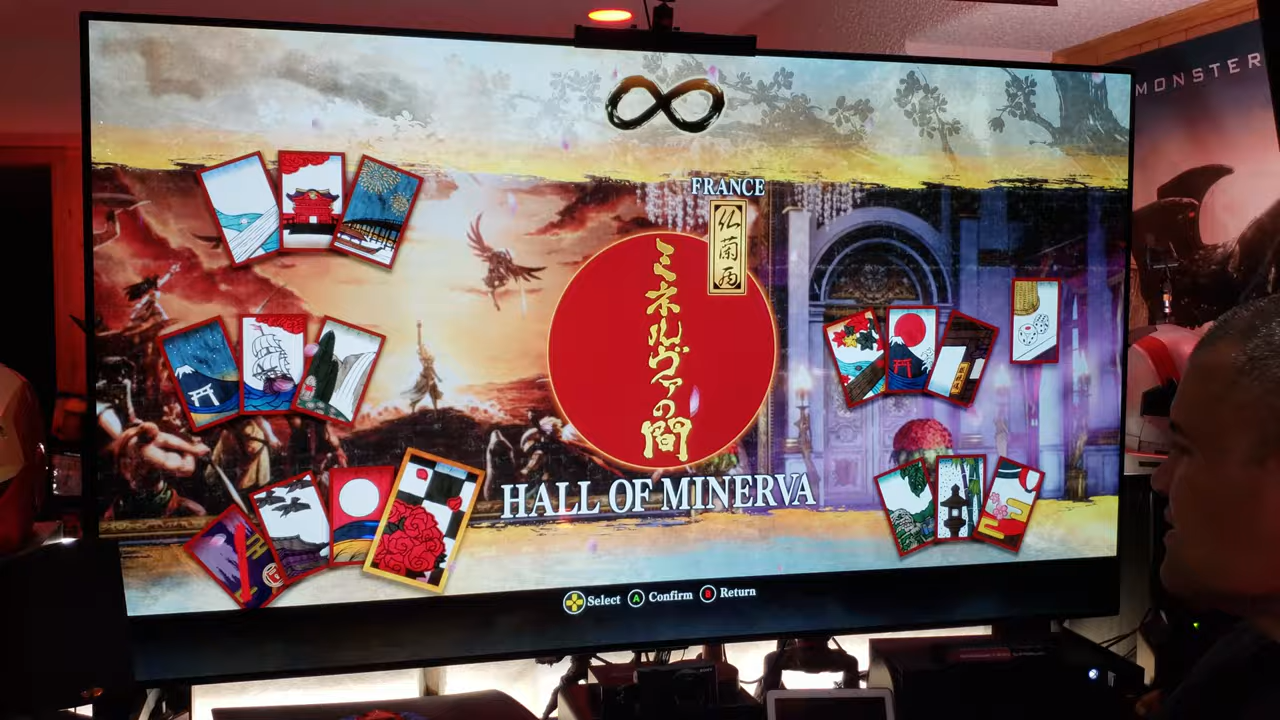 MONSTER
FRANCE
仏蘭西
ミネルヴァの間
HALL OF MINERVA
Select A Confirm B Return